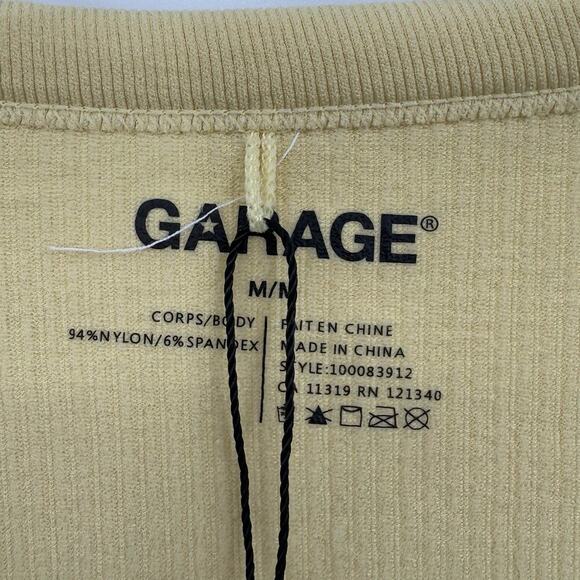 GARAGE®
M/M
CORPS/BODY
94%NYLON/6% SPANDEX
FAIT EN CHINE
MADE IN CHINA
STYLE:100083912
CA 11319 RN 121340